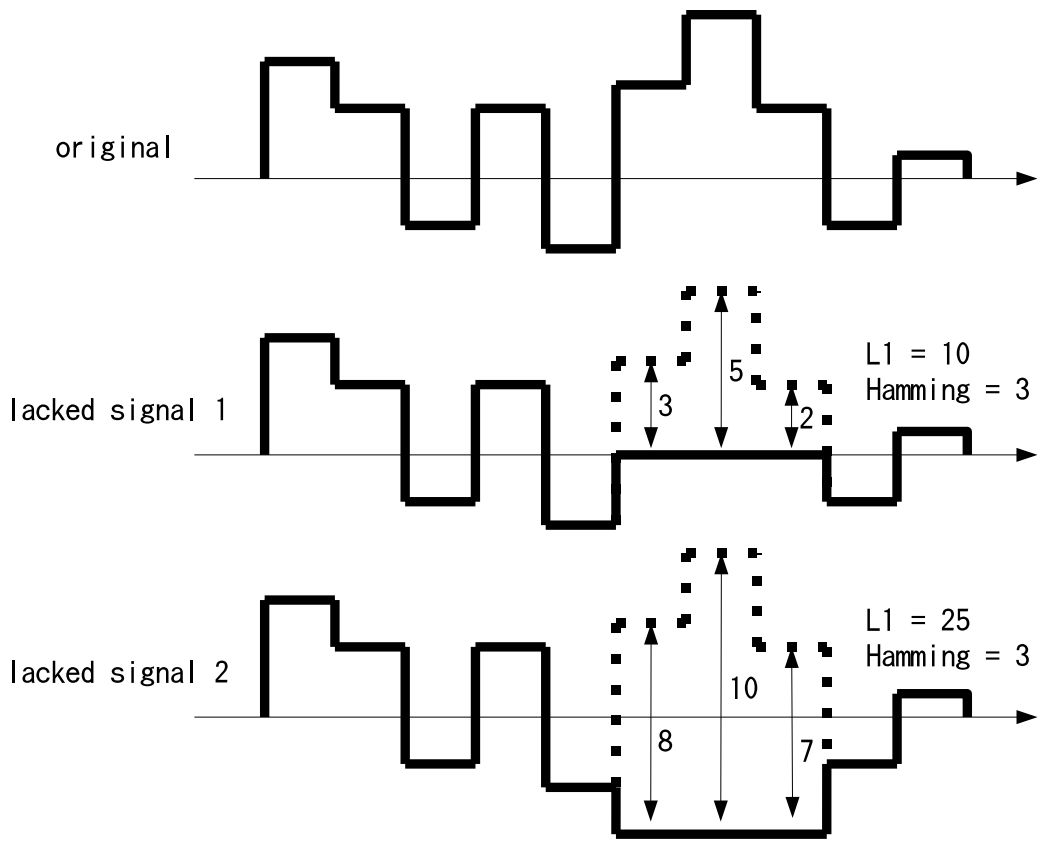 original
lacked signal 1
3
5
2
L1 = 10
Hamming = 3
lacked signal 2
8
10
7
L1 = 25
Hamming = 3